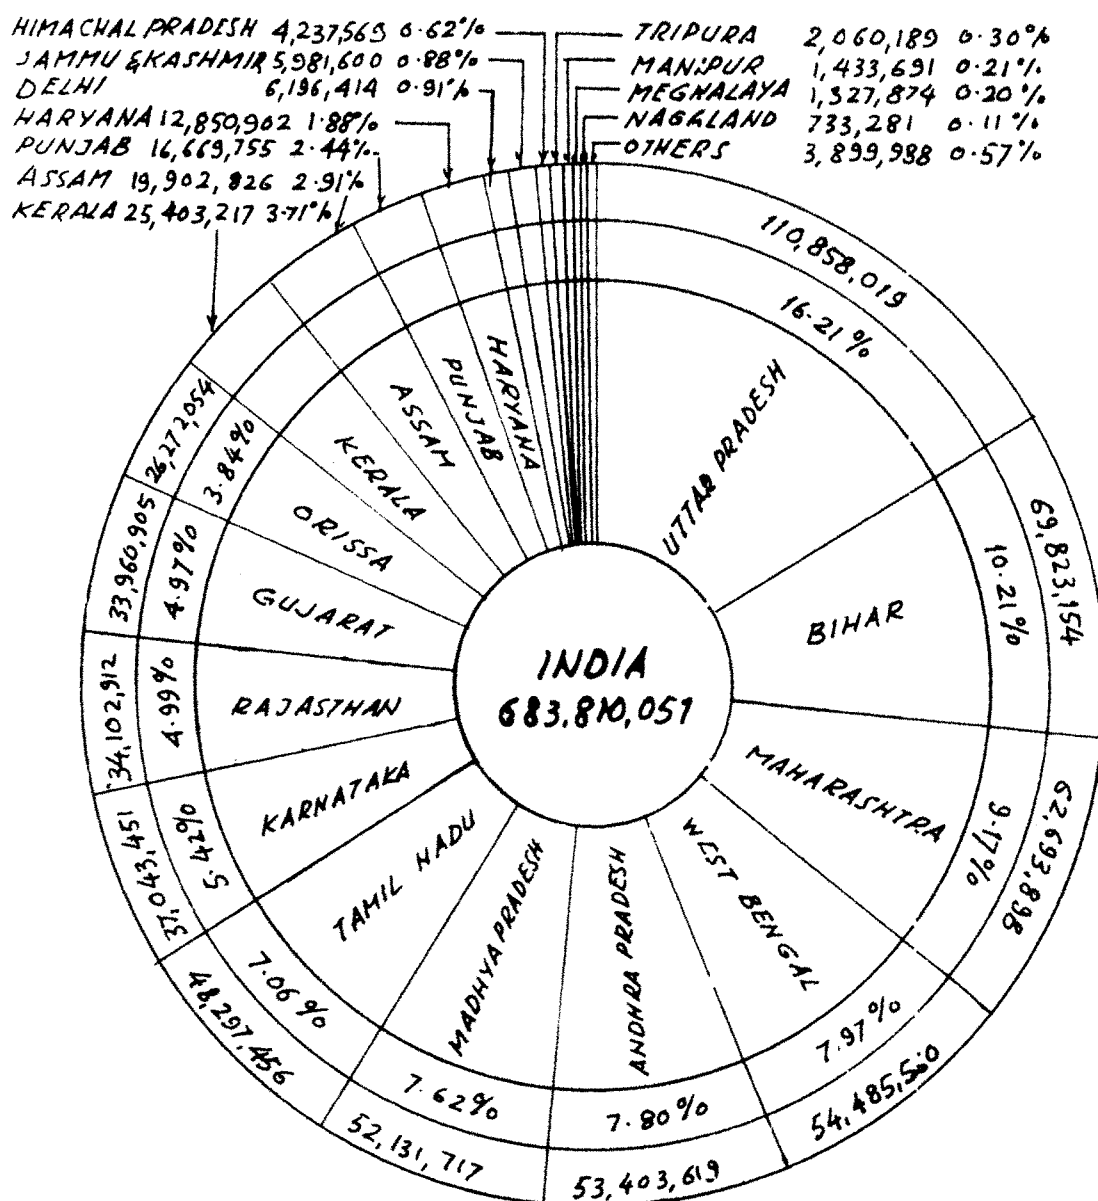 HIMACHAL PRADESH 4,237,569 0.62%
JAMMU & KASHMIR 5,981,600 0.88%
DELHI 6,196,414 0.91%
HARYANA 12,850,902 1.88%
PUNJAB 16,669,755 2.44%
ASSAM 19,902,826 2.91%
KERALA 25,403,217 3.71%
TRIPURA 2,060,189 0.30%
MANIPUR 1,433,691 0.21%
MEGHALAYA 1,327,874 0.20%
NAGALAND 733,281 0.11%
OTHERS 3,899,988 0.57%
110,858,019
16.21%
UTTAR PRADESH
69,823,154
10.21%
BIHAR
62,693,898
9.17%
MAHARASHTRA
7.97%
WEST BENGAL
53,403,619
7.80%
ANDHRA PRADESH
52,131,717
7.62%
MADHYA PRADESH
48,297,456
7.06%
TAMIL NADU
37,043,451
5.42%
KARNATAKA
34,102,912
4.99%
RAJASTHAN
33,960,905
4.97%
GUJARAT
26,272,054
3.84%
ORISSA
KERALA
ASSAM
PUNJAB
HARYANA
INDIA
683,810,051